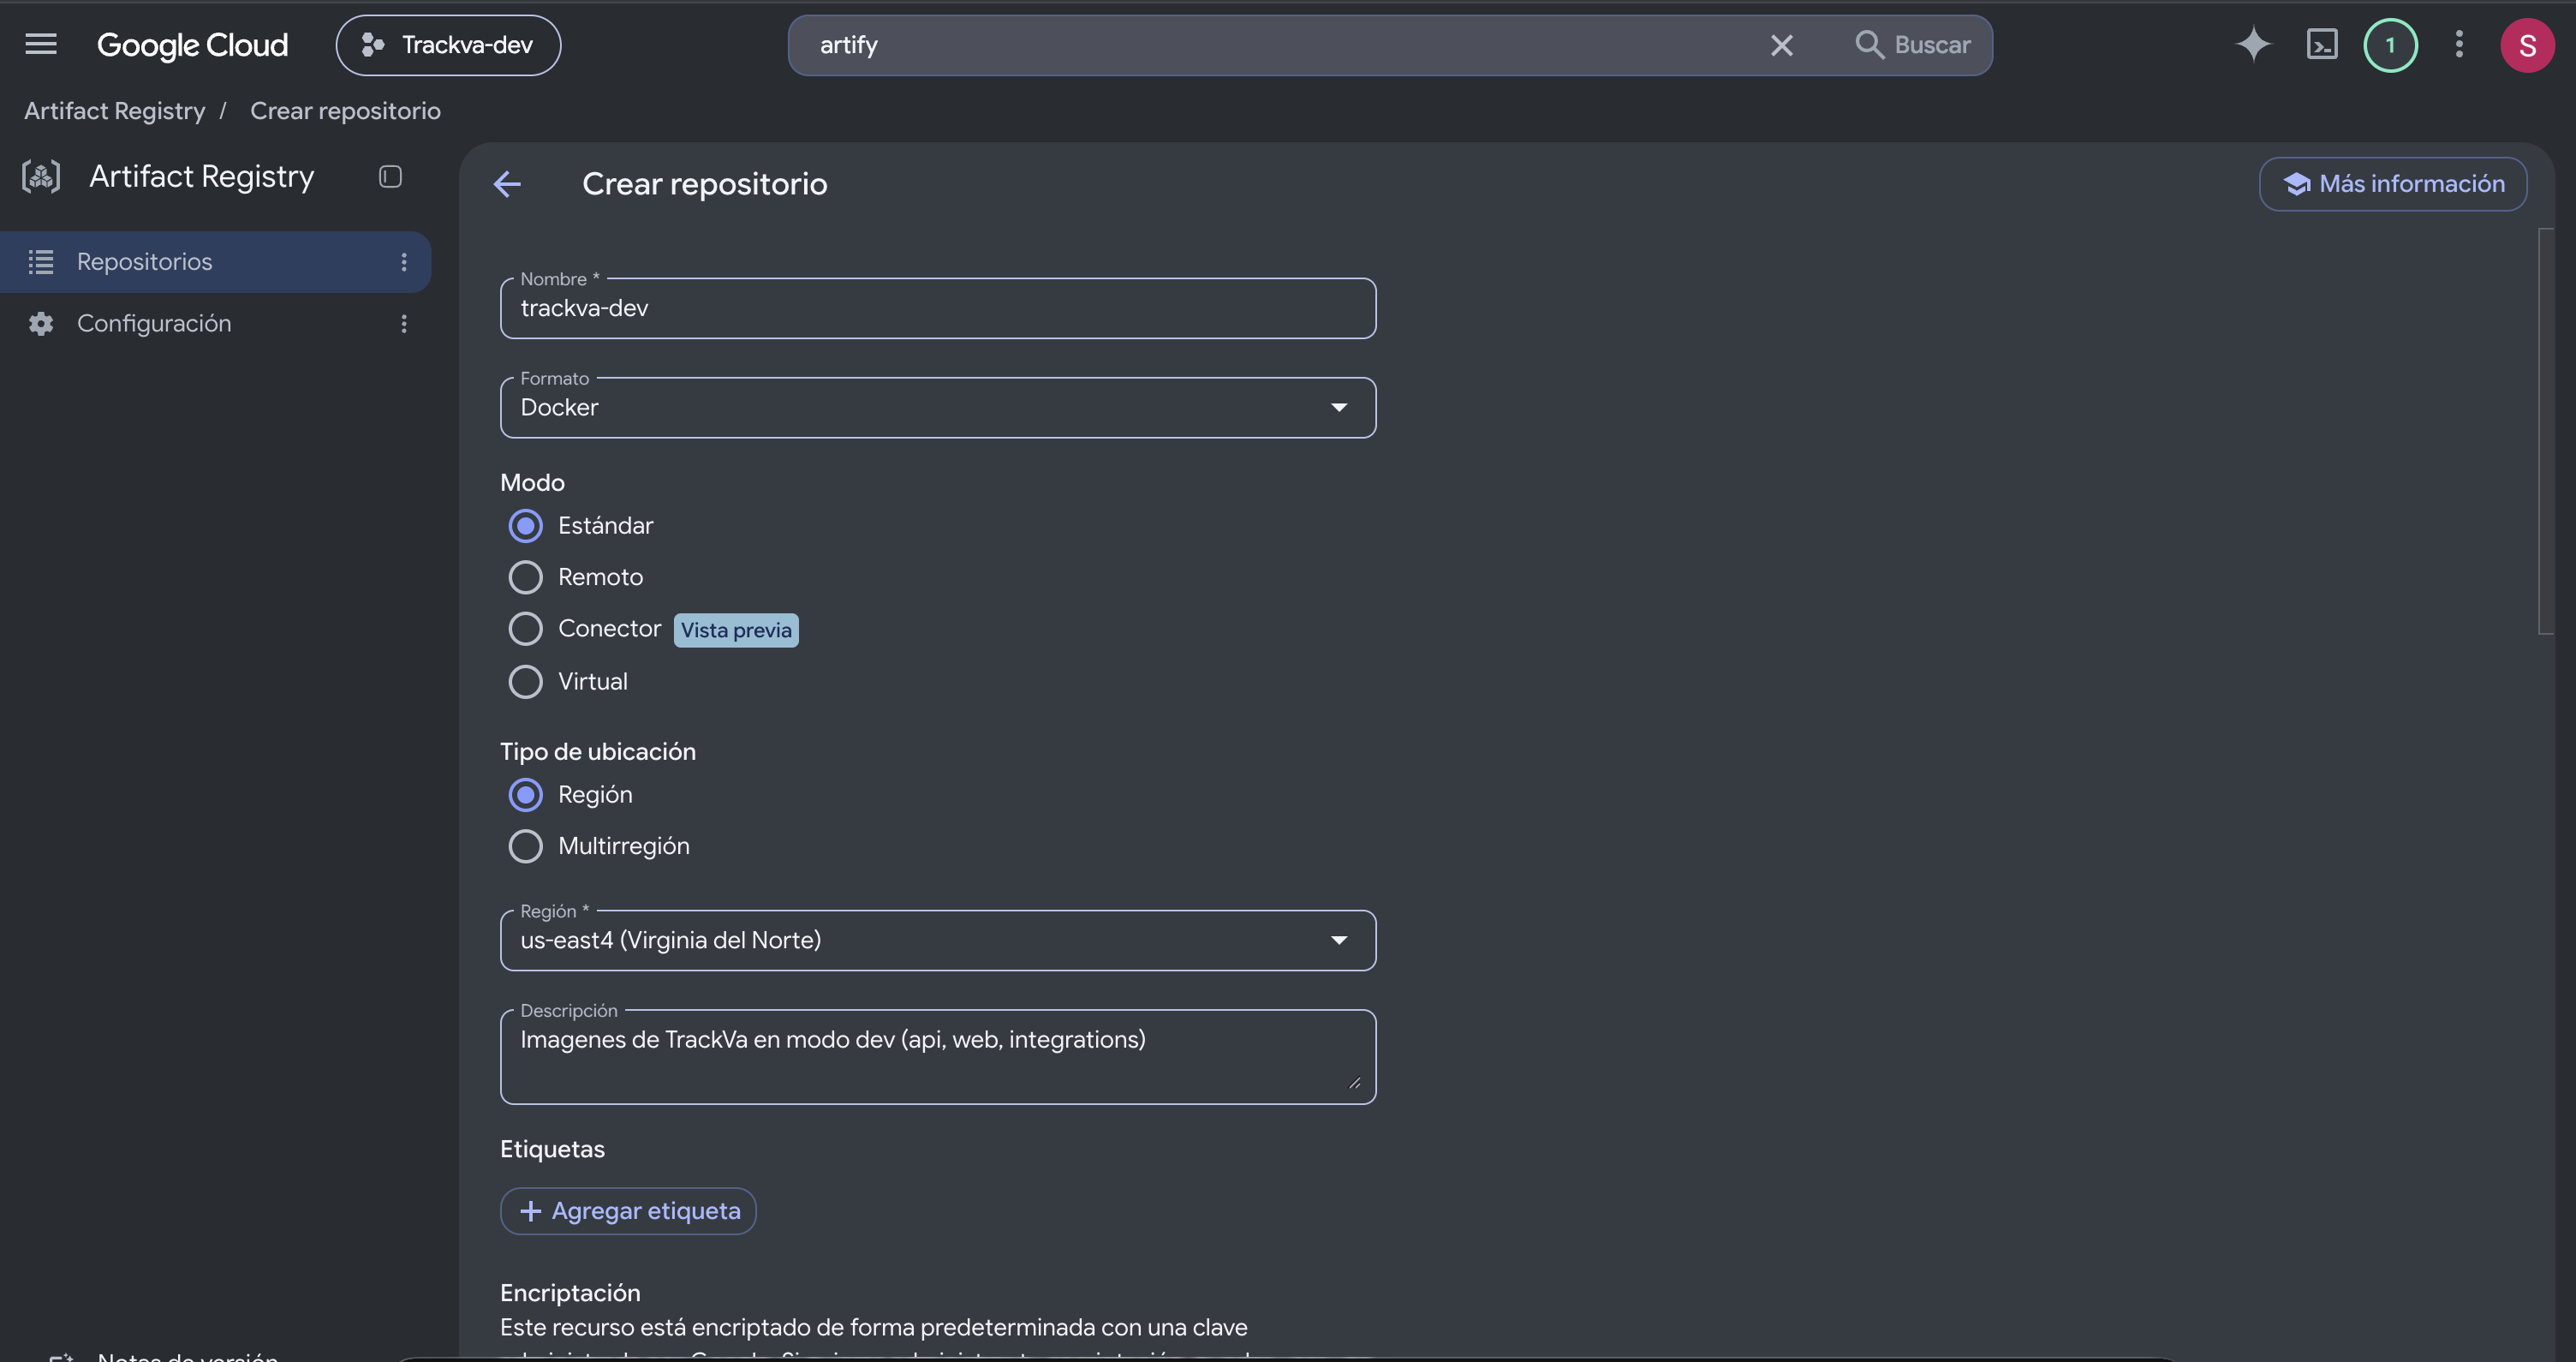 Google Cloud
Trackva-dev
artify
Buscar
1
S
Artifact Registry / Crear repositorio
Artifact Registry
Repositorios
Configuración
Notas de versión
Crear repositorio
Más información
Nombre *
trackva-dev
Formato
Docker
Modo
Estándar
Remoto
Conector Vista previa
Virtual
Tipo de ubicación
Región
Multirregión
Región *
us-east4 (Virginia del Norte)
Descripción
Imagenes de TrackVa en modo dev (api, web, integrations)
Etiquetas
+ Agregar etiqueta
Encriptación
Este recurso está encriptado de forma predeterminada con una clave